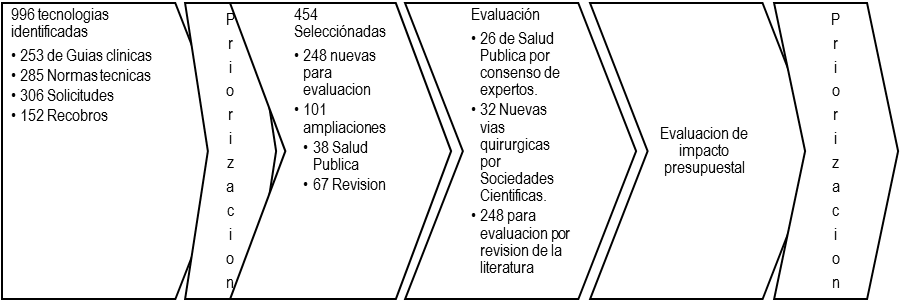 996 tecnologias
identificadas
• 253 de Guias clínicas
• 285 Normas tecnicas
• 306 Solicitudes
• 152 Recobros
P
r
i
o
r
i
z
a
c
i
o
n
454
Selecciónadas
• 248 nuevas
para
evaluacion
• 101
ampliaciones
• 38 Salud
Publica
• 67 Revision
Evaluación
• 26 de Salud
Publica por
consenso de
expertos.
• 32 Nuevas
vias
quirurgicas
por
Sociedades
Cientificas.
• 248 para
evaluacion por
revision de la
literatura
Evaluacion de
impacto
presupuestal
P
r
i
o
r
i
z
a
c
i
o
n